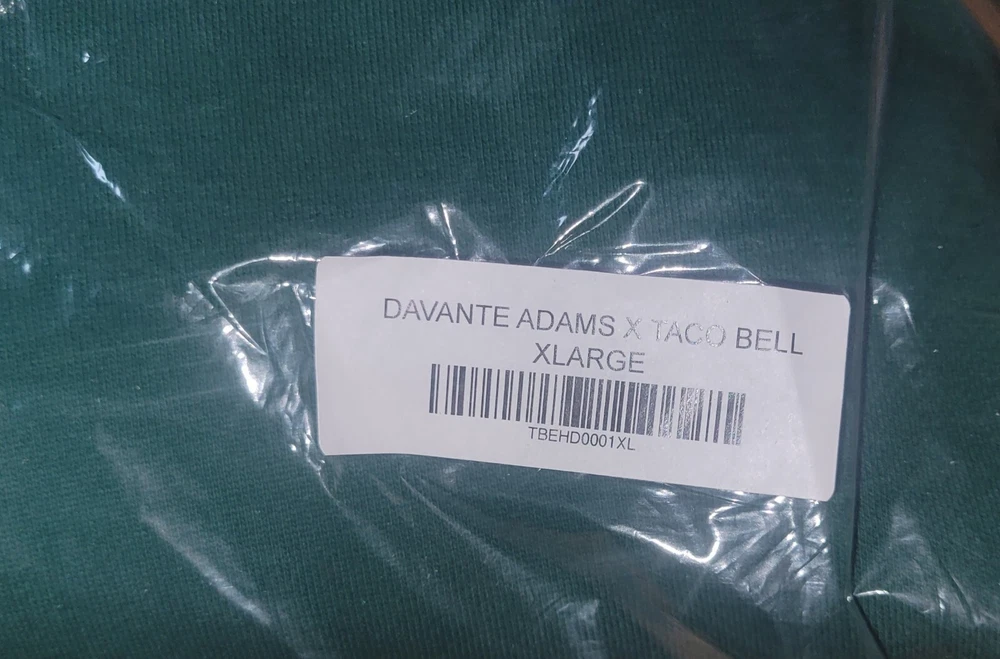 DAVANTE ADAMS X TACO BELL
XLARGE
TBEHD0001XL